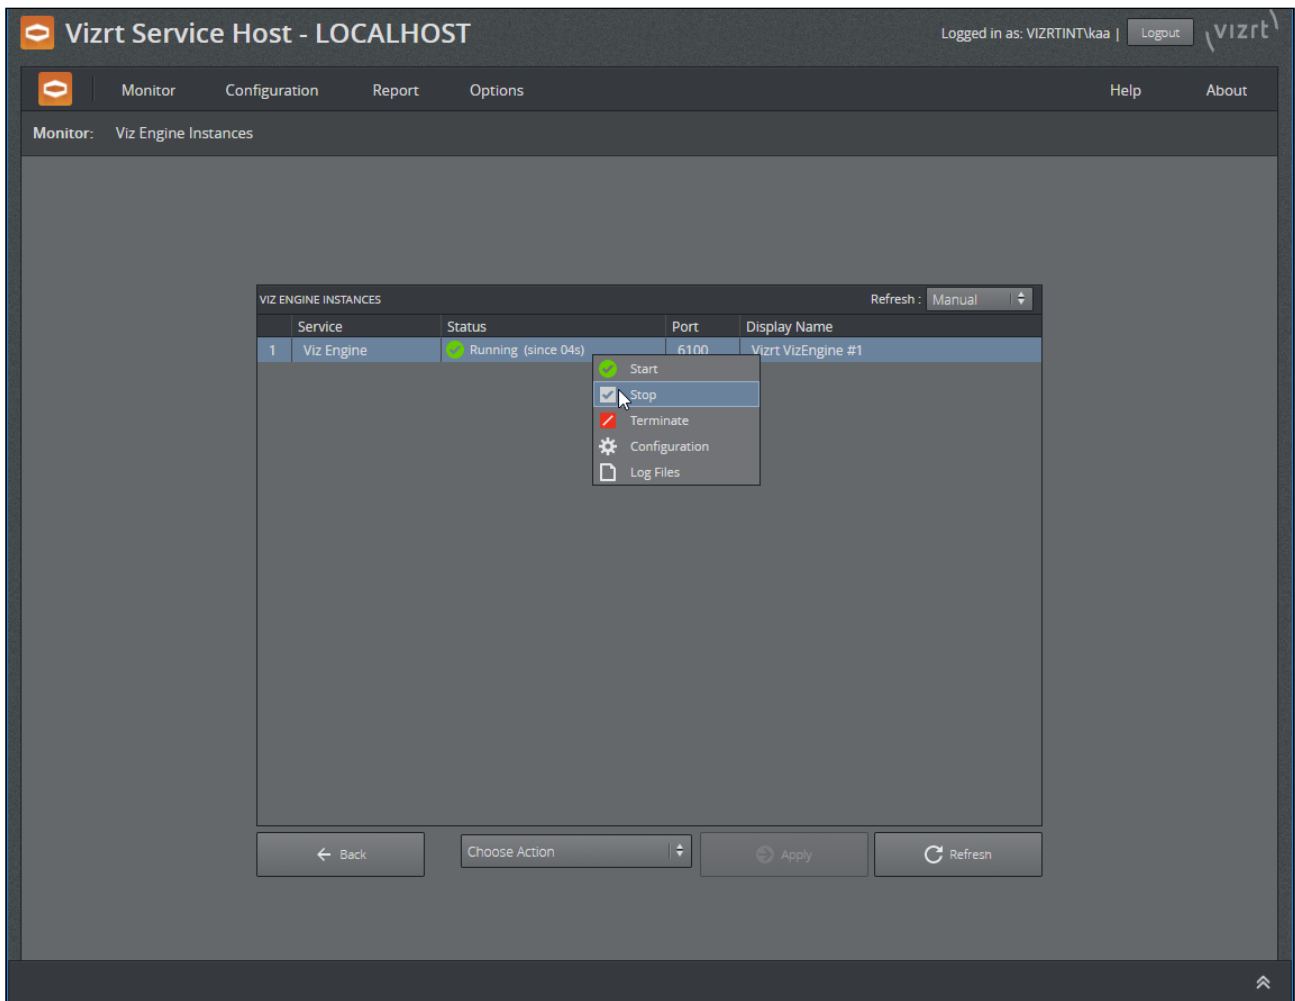 Vizrt Service Host - LOCALHOST
Logged in as: VIZRTINT\kaa | Logout vizrt
Monitor Configuration Report Options Help About
Monitor: Viz Engine Instances
VIZ ENGINE INSTANCES Refresh : Manual
Service Status Port Display Name
1 Viz Engine Running (since 04s) 6100 Vizrt VizEngine #1
Start
Stop
Terminate
Configuration
Log Files
Back Choose Action Apply Refresh